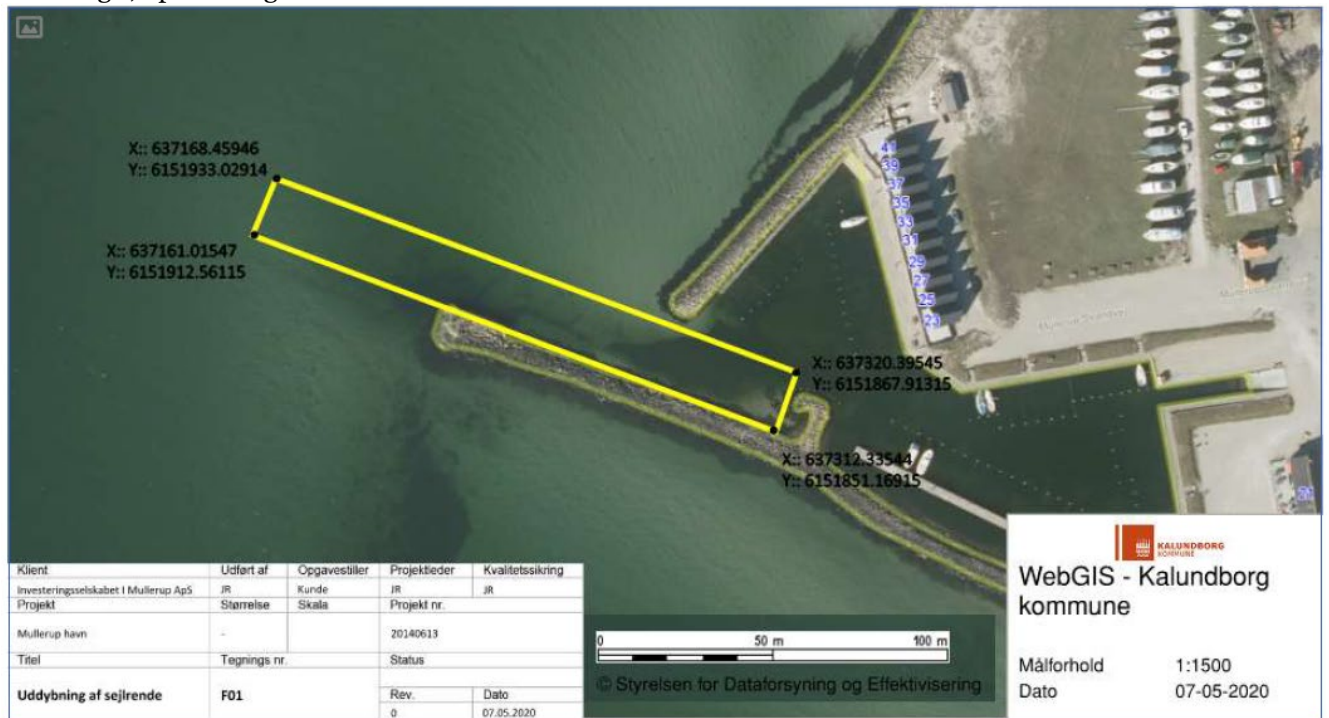 X:: 637168.45946
Y:: 6151933.02914
X:: 637161.01547
Y:: 6151912.56115
X:: 637320.39545
Y:: 6151867.91315
X:: 637312.33544
Y:: 6151851.16915
41
39
37
35
33
31
29
27
25
23
21
Klient Udført af Opgavestiller Projektleder Kvalitetssikring
Investeringsselskabet I Mullerup ApS JR Kunde JR JR
Projekt Størrelse Skala Projekt nr.
Mullerup havn - 20140613
Titel Tegnings nr. Status
Uddybning af sejlrende F01 Rev. Dato
0 07.05.2020
0 50 m 100 m
© Styrelsen for Dataforsyning og Effektivisering
KALUNDBORG
KOMMUNE
WebGIS - Kalundborg
kommune
Målforhold 1:1500
Dato 07-05-2020